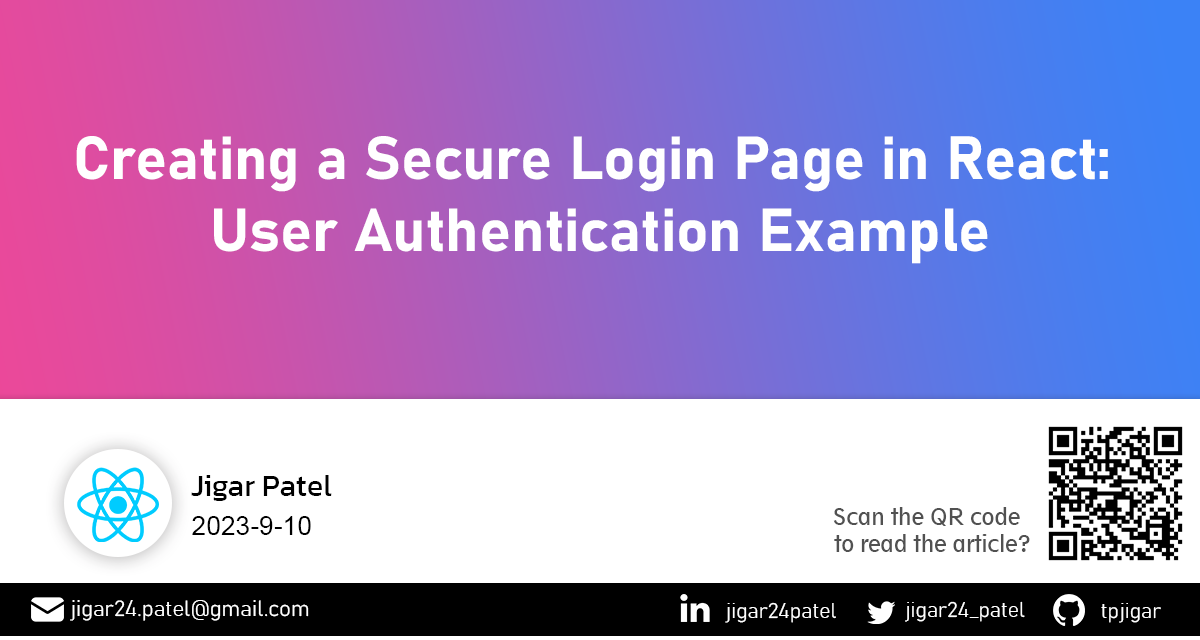 Creating a Secure Login Page in React:
User Authentication Example
Jigar Patel
2023-9-10
Scan the QR code
to read the article?
jigar24.patel@gmail.com
in jigar24patel
jigar24_patel
tpjigar